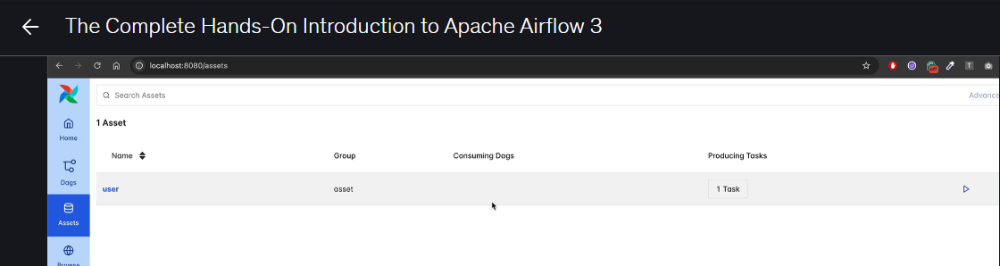 The Complete Hands-On Introduction to Apache Airflow 3
localhost:8080/assets
Search Assets
Advance
1 Asset
Home
Name Group Consuming Dags Producing Tasks
Dags
user asset 1 Task
Assets
Browse